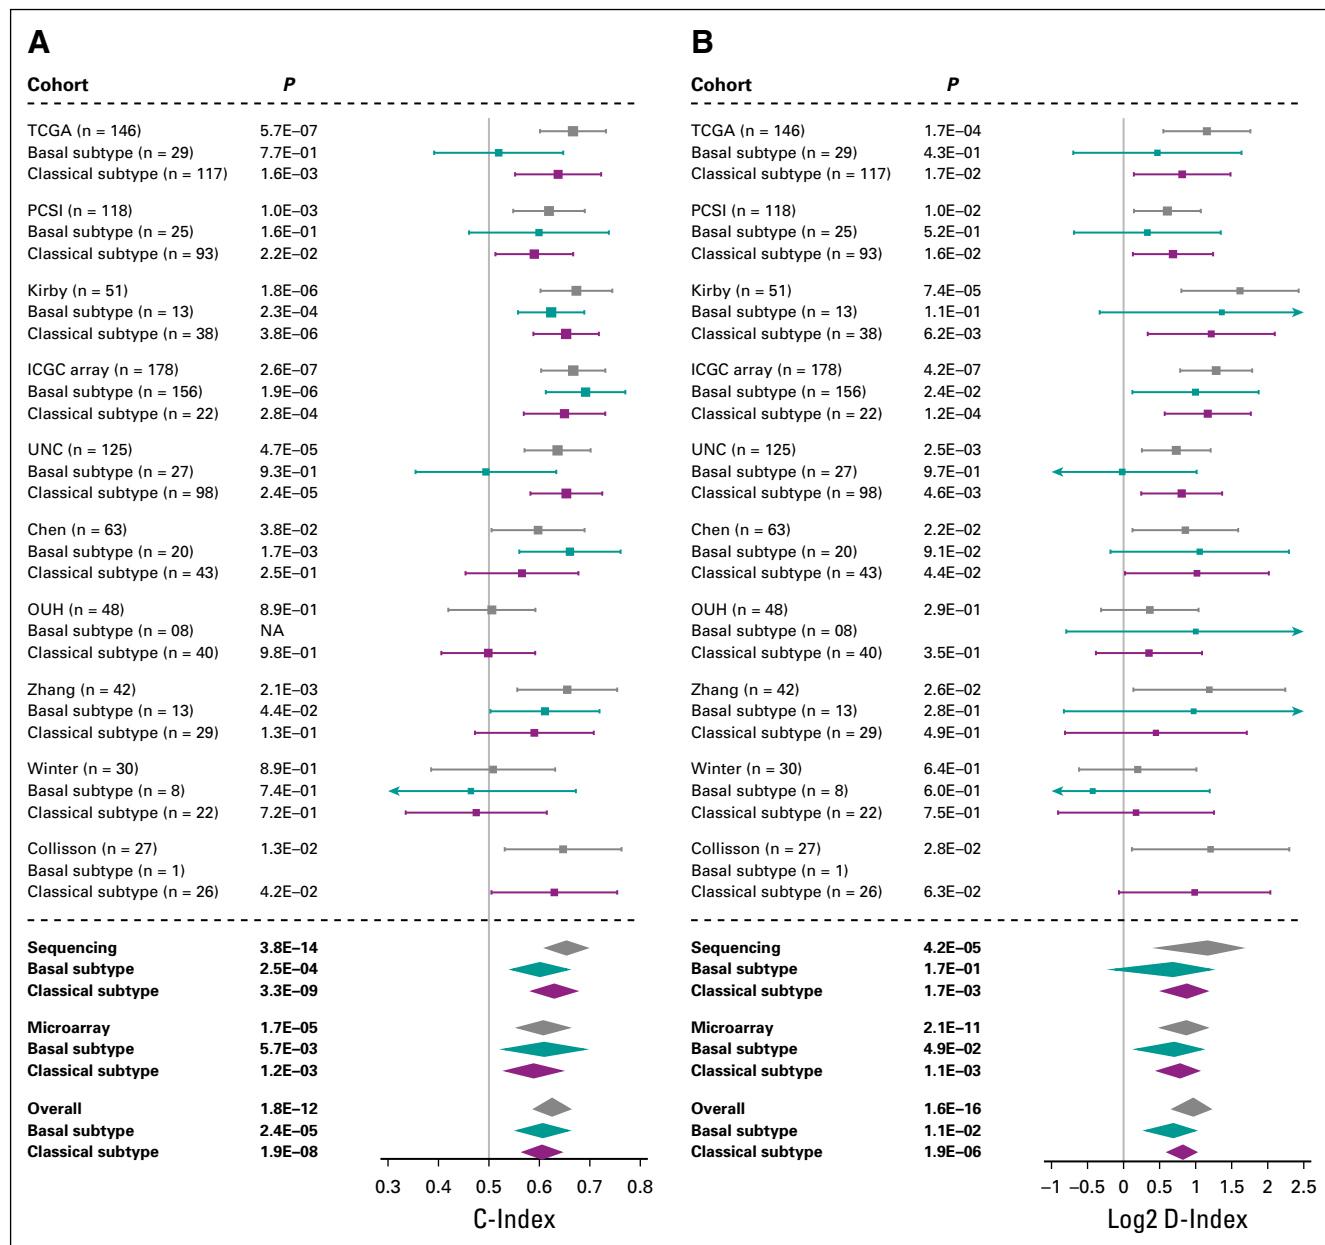 A
Cohort P
TCGA (n = 146) 5.7E–07
Basal subtype (n = 29) 7.7E–01
Classical subtype (n = 117) 1.6E–03
PCSI (n = 118) 1.0E–03
Basal subtype (n = 25) 1.6E–01
Classical subtype (n = 93) 2.2E–02
Kirby (n = 51) 1.8E–06
Basal subtype (n = 13) 2.3E–04
Classical subtype (n = 38) 3.8E–06
ICGC array (n = 178) 2.6E–07
Basal subtype (n = 156) 1.9E–06
Classical subtype (n = 22) 2.8E–04
UNC (n = 125) 4.7E–05
Basal subtype (n = 27) 9.3E–01
Classical subtype (n = 98) 2.4E–05
Chen (n = 63) 3.8E–02
Basal subtype (n = 20) 1.7E–03
Classical subtype (n = 43) 2.5E–01
OUH (n = 48) 8.9E–01
Basal subtype (n = 08) NA
Classical subtype (n = 40) 9.8E–01
Zhang (n = 42) 2.1E–03
Basal subtype (n = 13) 4.4E–02
Classical subtype (n = 29) 1.3E–01
Winter (n = 30) 8.9E–01
Basal subtype (n = 8) 7.4E–01
Classical subtype (n = 22) 7.2E–01
Collisson (n = 27) 1.3E–02
Basal subtype (n = 1)
Classical subtype (n = 26) 4.2E–02
Sequencing 3.8E–14
Basal subtype 2.5E–04
Classical subtype 3.3E–09
Microarray 1.7E–05
Basal subtype 5.7E–03
Classical subtype 1.2E–03
Overall 1.8E–12
Basal subtype 2.4E–05
Classical subtype 1.9E–08
0.3 0.4 0.5 0.6 0.7 0.8
C-Index
B
Cohort P
TCGA (n = 146) 1.7E–04
Basal subtype (n = 29) 4.3E–01
Classical subtype (n = 117) 1.7E–02
PCSI (n = 118) 1.0E–02
Basal subtype (n = 25) 5.2E–01
Classical subtype (n = 93) 1.6E–02
Kirby (n = 51) 7.4E–05
Basal subtype (n = 13) 1.1E–01
Classical subtype (n = 38) 6.2E–03
ICGC array (n = 178) 4.2E–07
Basal subtype (n = 156) 2.4E–02
Classical subtype (n = 22) 1.2E–04
UNC (n = 125) 2.5E–03
Basal subtype (n = 27) 9.7E–01
Classical subtype (n = 98) 4.6E–03
Chen (n = 63) 2.2E–02
Basal subtype (n = 20) 9.1E–02
Classical subtype (n = 43) 4.4E–02
OUH (n = 48) 2.9E–01
Basal subtype (n = 08)
Classical subtype (n = 40) 3.5E–01
Zhang (n = 42) 2.6E–02
Basal subtype (n = 13) 2.8E–01
Classical subtype (n = 29) 4.9E–01
Winter (n = 30) 6.4E–01
Basal subtype (n = 8) 6.0E–01
Classical subtype (n = 22) 7.5E–01
Collisson (n = 27) 2.8E–02
Basal subtype (n = 1)
Classical subtype (n = 26) 6.3E–02
Sequencing 4.2E–05
Basal subtype 1.7E–01
Classical subtype 1.7E–03
Microarray 2.1E–11
Basal subtype 4.9E–02
Classical subtype 1.1E–03
Overall 1.6E–16
Basal subtype 1.1E–02
Classical subtype 1.9E–06
–1 –0.5 0 0.5 1 1.5 2 2.5
Log2 D-Index